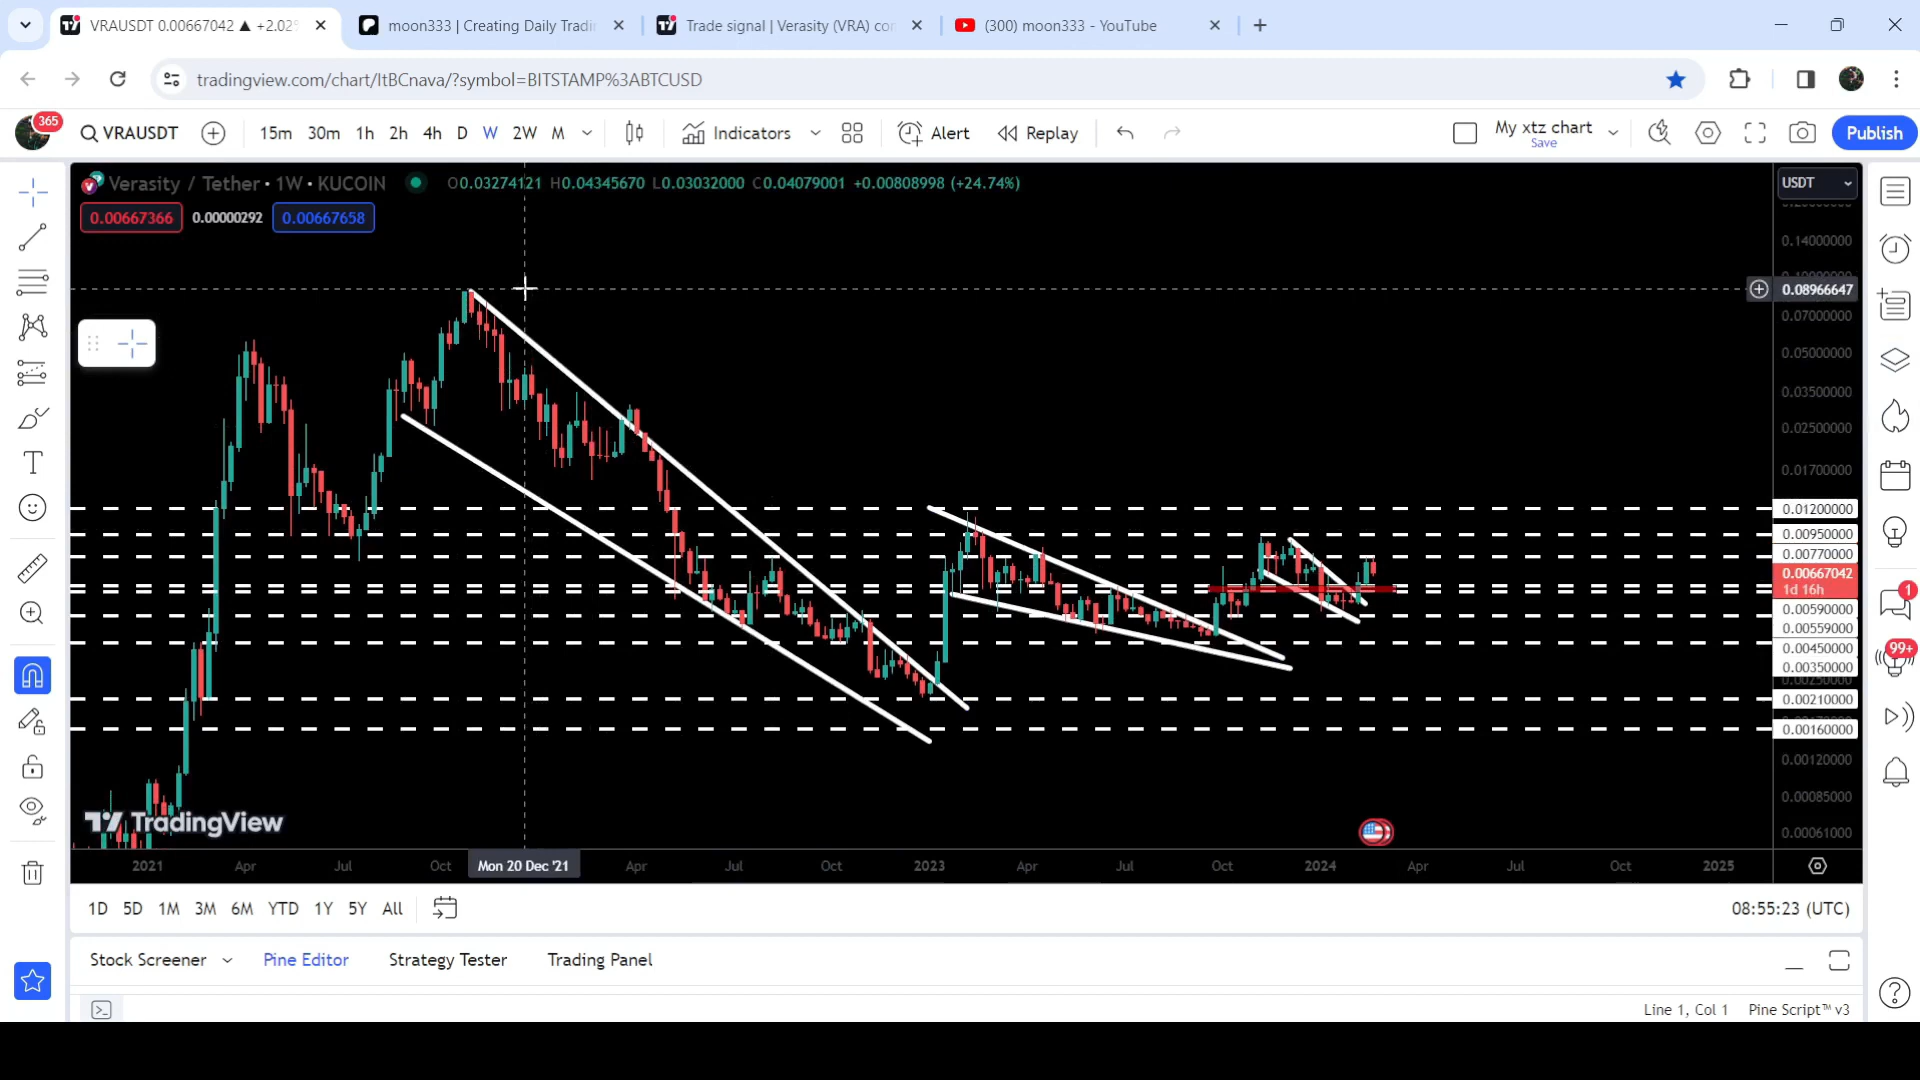 VRAUSDT 0.00667042 ▲ +2.02%
moon333 | Creating Daily Tradin
Trade signal | Verasity (VRA) con
(300) moon333 - YouTube
tradingview.com/chart/ItBCnava/?symbol=BITSTAMP%3ABTCUSD
365
VRAUSDT
15m 30m 1h 2h 4h D W 2W M
Indicators
Alert
Replay
My xtz chart
Save
Publish
Verasity / Tether • 1W • KUCOIN
O0.03274121 H0.04345670 L0.03032000 C0.04079001 +0.00808998 (+24.74%)
USDT
0.00667366 0.00000292 0.00667658
0.14000000
0.08966647
0.07000000
0.05000000
0.03500000
0.02500000
0.01700000
0.01200000
0.00950000
0.00770000
0.00667042
1d 16h
0.00590000
0.00559000
0.00450000
0.00350000
0.00250000
0.00210000
0.00160000
0.00120000
0.00085000
0.00061000
1
99+
TradingView
2021 Apr Jul Oct Mon 20 Dec '21 Apr Jul Oct 2023 Apr Jul Oct 2024 Apr Jul Oct 2025
1D 5D 1M 3M 6M YTD 1Y 5Y All
08:55:23 (UTC)
Stock Screener Pine Editor Strategy Tester Trading Panel
Line 1, Col 1 Pine Script™ v3